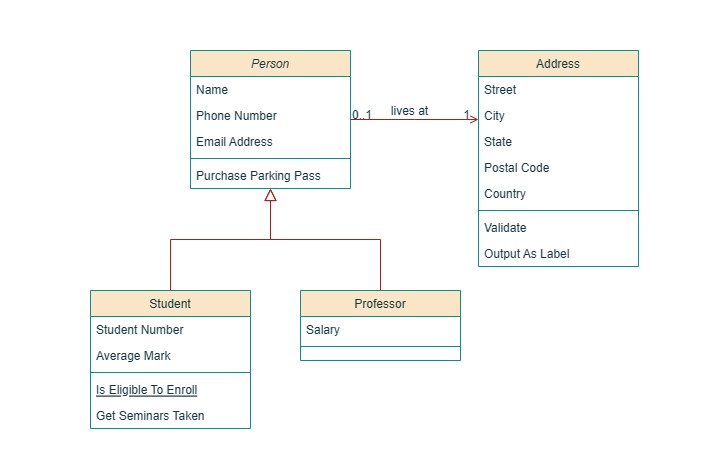 Person
Name
Phone Number
Email Address
Purchase Parking Pass
0..1
lives at
1
Address
Street
City
State
Postal Code
Country
Validate
Output As Label
Student
Student Number
Average Mark
Is Eligible To Enroll
Get Seminars Taken
Professor
Salary